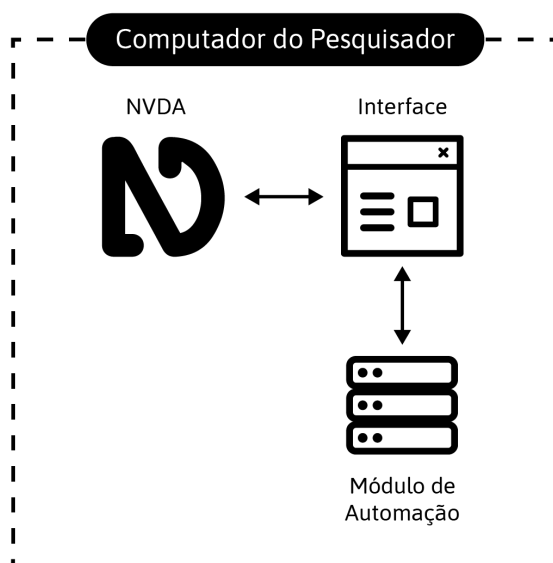 Computador do Pesquisador
NVDA
Interface
Módulo de
Automação